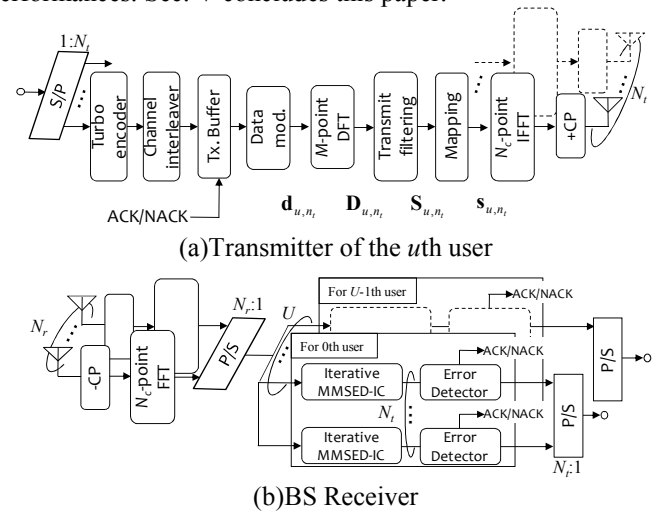 performances. Sec. V concludes this paper.
1:N_t
S/P
Turbo encoder
Channel interleaver
Tx. Buffer
Data mod.
M-point DFT
Transmit filtering
Mapping
N_c-point IFFT
+CP
N_t
ACK/NACK
d_{u,n_t}
D_{u,n_t}
S_{u,n_t}
s_{u,n_t}
(a)Transmitter of the uth user
N_r
-CP
N_c-point FFT
N_r:1
P/S
U
For U-1th user
ACK/NACK
P/S
For 0th user
ACK/NACK
Iterative MMSED-IC
Error Detector
N_t
ACK/NACK
Iterative MMSED-IC
Error Detector
P/S
N_t:1
(b)BS Receiver